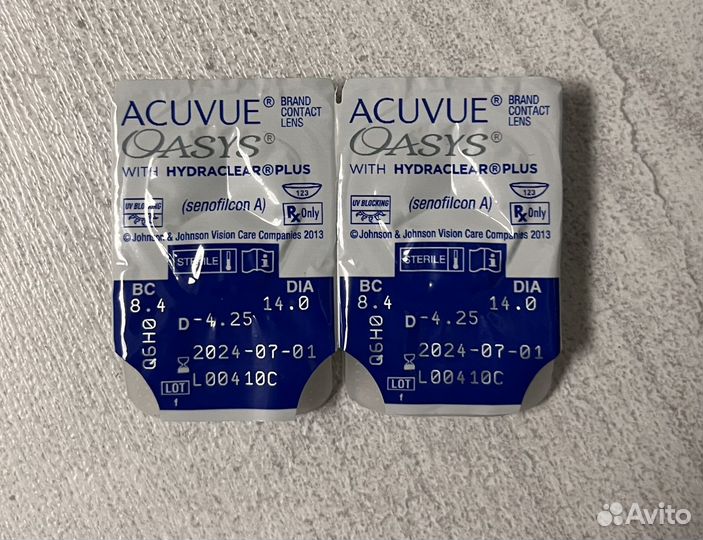 ACUVUE® BRAND CONTACT LENS
OASYS®
WITH HYDRACLEAR®PLUS
123
UV BLOCKING
(senofilcon A)
Rx Only
©Johnson & Johnson Vision Care Companies 2013
STERILE i
BC DIA
8.4 14.0
D -4.25
Q6H0
2024-07-01
LOT L00410C
f
ACUVUE® BRAND CONTACT LENS
OASYS®
WITH HYDRACLEAR®PLUS
123
UV BLOCKING
(senofilcon A)
Rx Only
©Johnson & Johnson Vision Care Companies 2013
STERILE i
BC DIA
8.4 14.0
D -4.25
Q6H0
2024-07-01
LOT L00410C
f
Avito